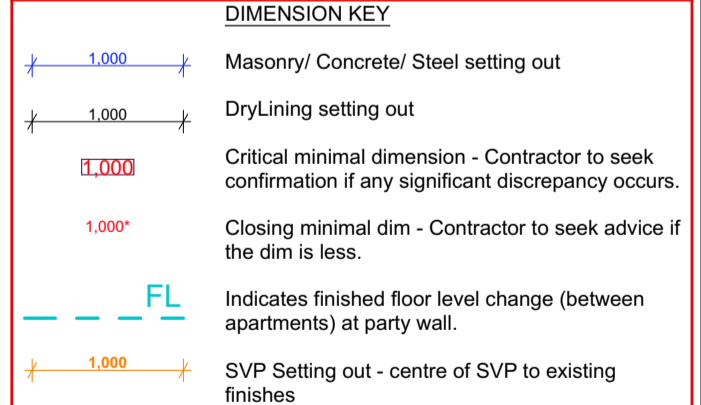 DIMENSION KEY
1,000
Masonry/ Concrete/ Steel setting out
1,000
DryLining setting out
1,000
Critical minimal dimension - Contractor to seek
confirmation if any significant discrepancy occurs.
1,000*
Closing minimal dim - Contractor to seek advice if
the dim is less.
FL
Indicates finished floor level change (between
apartments) at party wall.
1,000
SVP Setting out - centre of SVP to existing
finishes